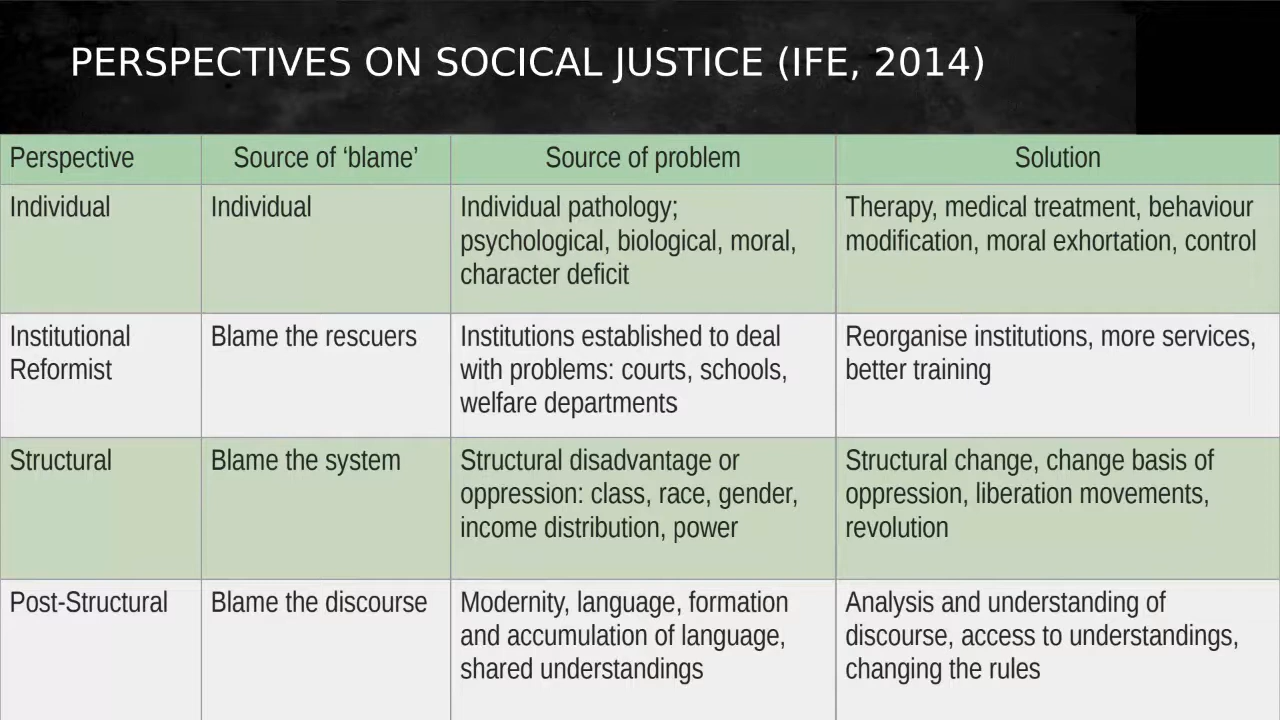 PERSPECTIVES ON SOCICAL JUSTICE (IFE, 2014)
Perspective
Source of ‘blame’
Source of problem
Solution
Individual
Individual
Individual pathology;
psychological, biological, moral,
character deficit
Therapy, medical treatment, behaviour
modification, moral exhortation, control
Institutional
Reformist
Blame the rescuers
Institutions established to deal
with problems: courts, schools,
welfare departments
Reorganise institutions, more services,
better training
Structural
Blame the system
Structural disadvantage or
oppression: class, race, gender,
income distribution, power
Structural change, change basis of
oppression, liberation movements,
revolution
Post-Structural
Blame the discourse
Modernity, language, formation
and accumulation of language,
shared understandings
Analysis and understanding of
discourse, access to understandings,
changing the rules